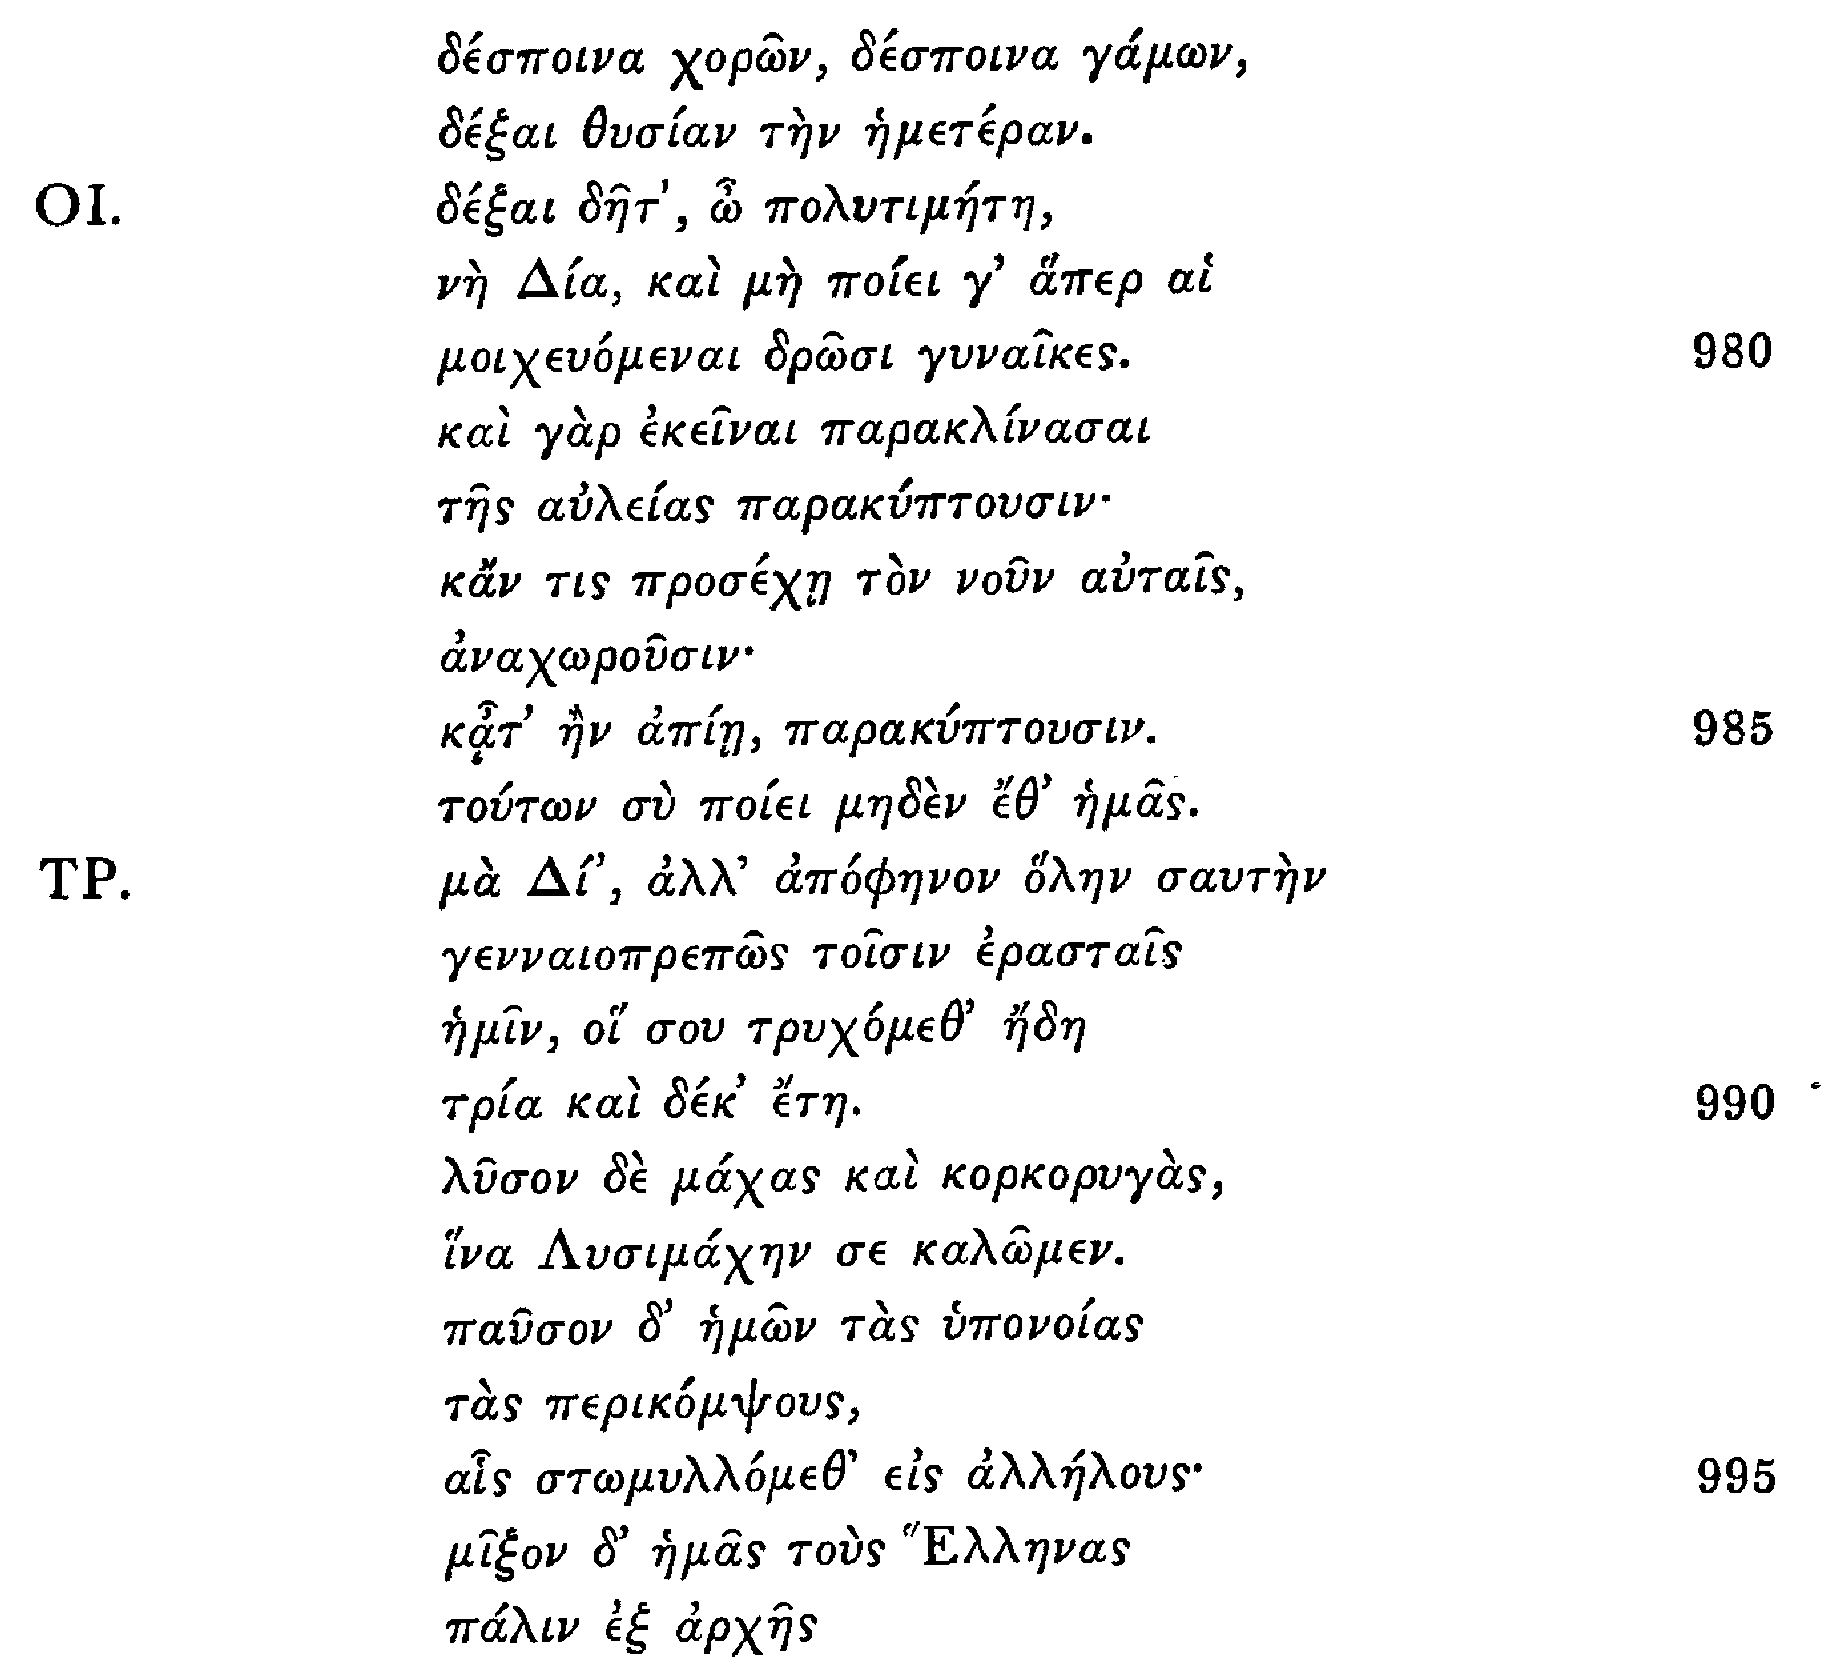 δέσποινα χορῶν, δέσποινα γάμων,
δέξαι θυσίαν τὴν ἡμετέραν.
ΟΙ. δέξαι δῆτ’, ὦ πολυτιμήτη,
νὴ Δία, καὶ μὴ ποίει γ’ ἅπερ αἱ
μοιχευόμεναι δρῶσι γυναῖκες. 980
καὶ γὰρ ἐκεῖναι παρακλίνασαι
τῆς αὐλείας παρακύπτουσιν·
κἄν τις προσέχῃ τὸν νοῦν αὐταῖς,
ἀναχωροῦσιν·
κᾆτ’ ἢν ἀπίῃ, παρακύπτουσιν. 985
τούτων σὺ ποίει μηδὲν ἔθ’ ἡμᾶς.
ΤΡ. μὰ Δί’, ἀλλ’ ἀπόφηνον ὅλην σαυτὴν
γενναιοπρεπῶς τοῖσιν ἐρασταῖς
ἡμῖν, οἵ σου τρυχόμεθ’ ἤδη
τρία καὶ δέκ’ ἔτη. 990
λῦσον δὲ μάχας καὶ κορκορυγὰς,
ἵνα Λυσιμάχην σε καλῶμεν.
παῦσον δ’ ἡμῶν τὰς ὑπονοίας
τὰς περικόμψους,
αἷς στωμυλλόμεθ’ εἰς ἀλλήλους· 995
μῖξον δ’ ἡμᾶς τοὺς Ἕλληνας
πάλιν ἐξ ἀρχῆς